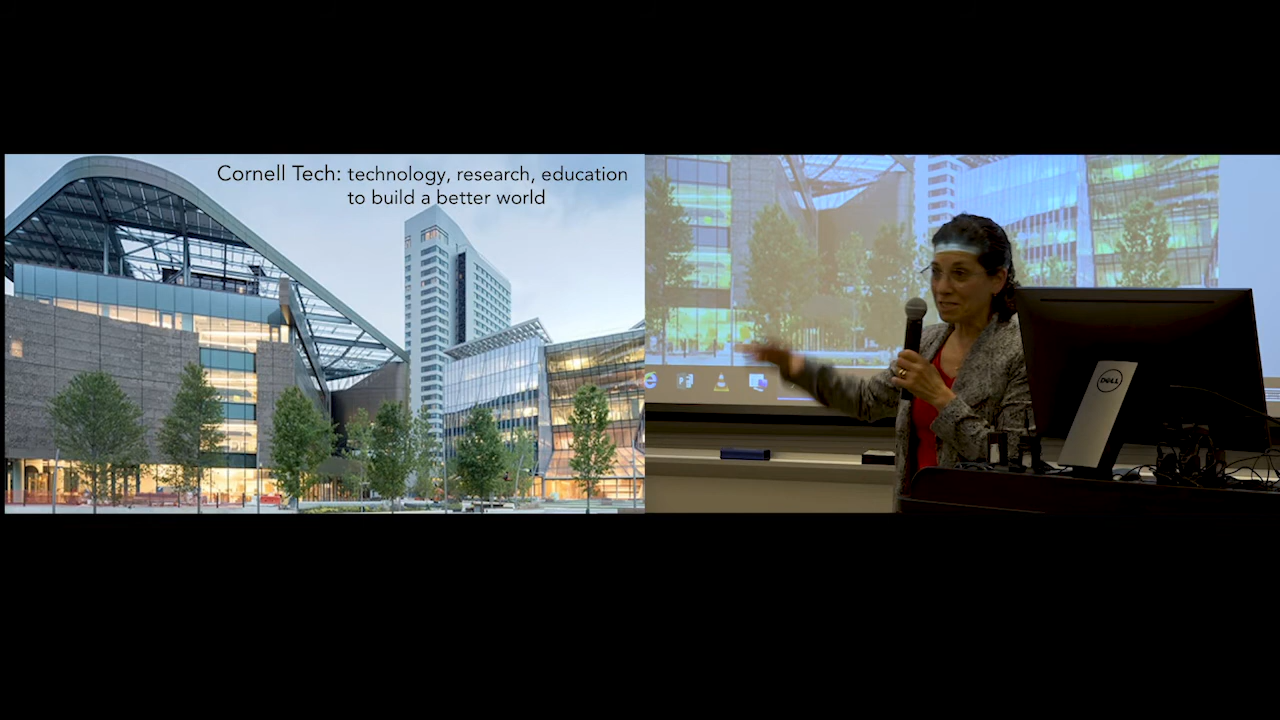 Cornell Tech: technology, research, education
to build a better world
DELL